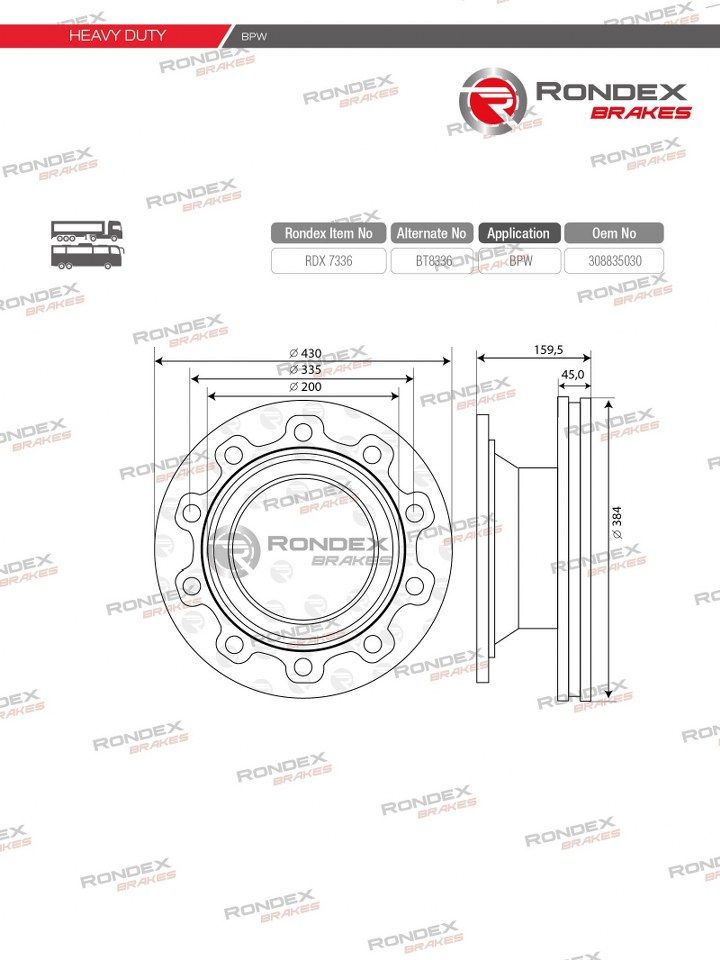 HEAVY DUTY
BPW
RONDEX
BRAKES
Rondex Item No Alternate No Application Oem No
RDX 7336 BT8336 BPW 308835030
Ø 430
Ø 335
Ø 200
159,5
45,0
Ø 384
RONDEX
BRAKES